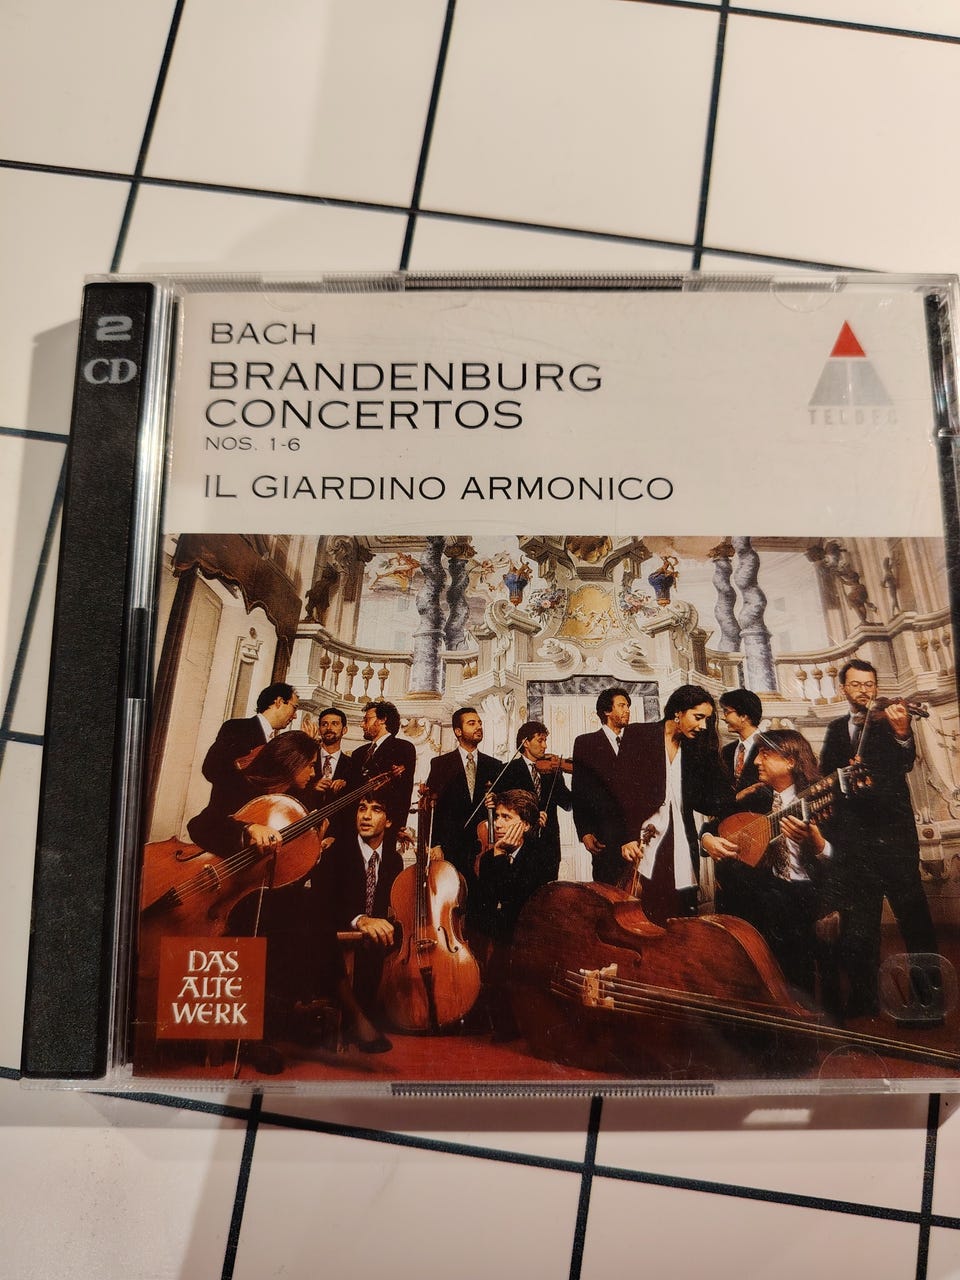 2
CD
BACH
BRANDENBURG
CONCERTOS
NOS. 1-6
IL GIARDINO ARMONICO
TELDEC
DAS
ALTE
WERK